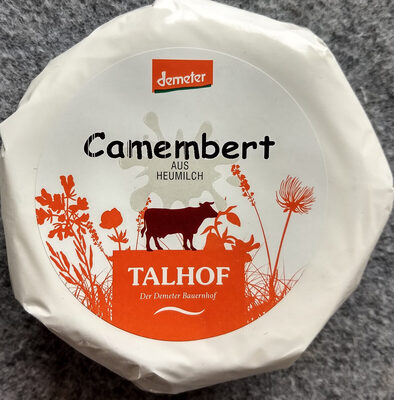 demeter
Camembert
AUS
HEUMILCH
TALHOF
Der Demeter Bauernhof